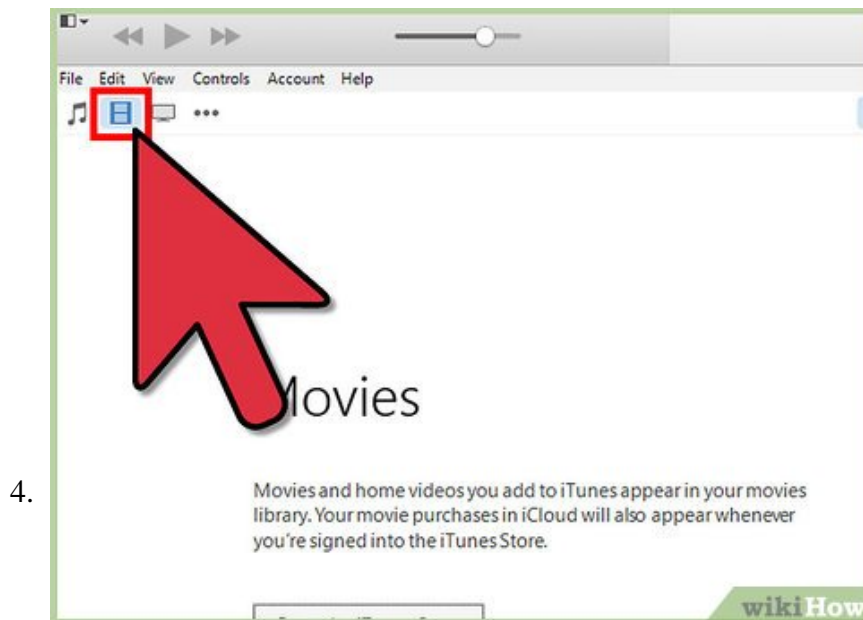 File Edit View Controls Account Help
Movies
4.
Movies and home videos you add to iTunes appear in your movies
library. Your movie purchases in iCloud will also appear whenever
you're signed into the iTunes Store.
wikiHow